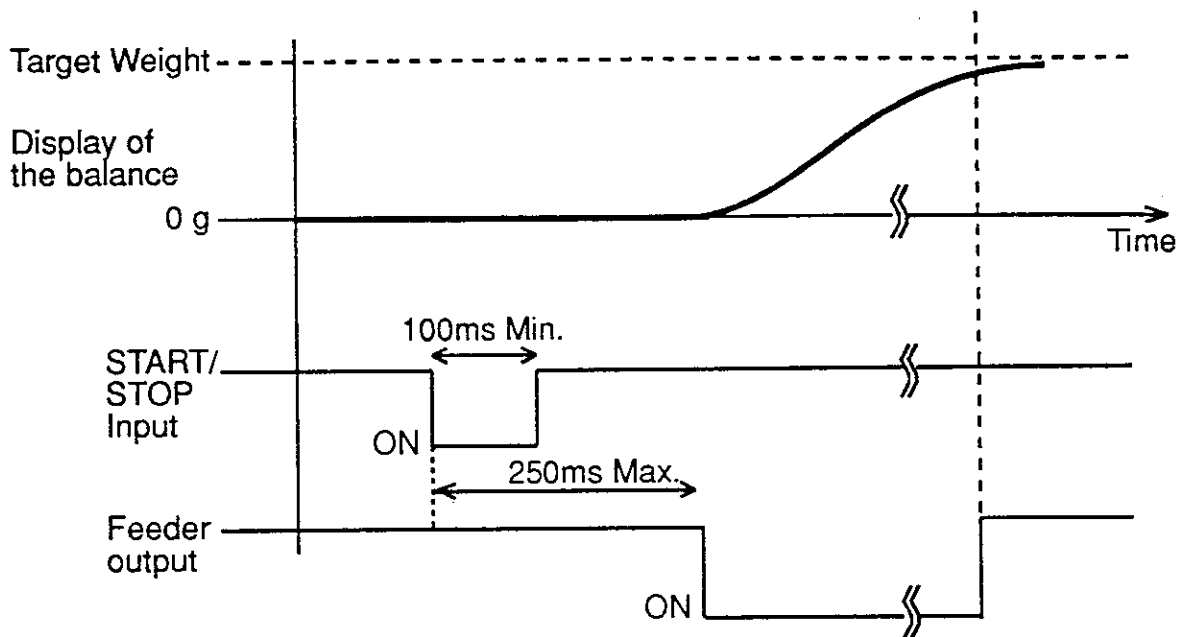 Target Weight
Display of
the balance
0 g
Time
100ms Min.
START/
STOP
Input
ON
250ms Max.
Feeder
output
ON